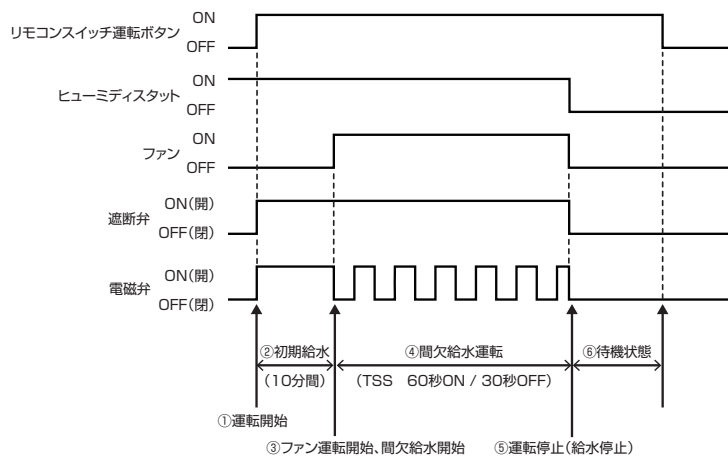 リモコンスイッチ運転ボタン
ON
OFF
ヒューミディスタット
ON
OFF
ファン
ON
OFF
遮断弁
ON(開)
OFF(閉)
電磁弁
ON(開)
OFF(閉)
②初期給水
(10分間)
④間欠給水運転
(TSS 60秒ON / 30秒OFF)
⑥待機状態
①運転開始
③ファン運転開始、間欠給水開始
⑤運転停止(給水停止)